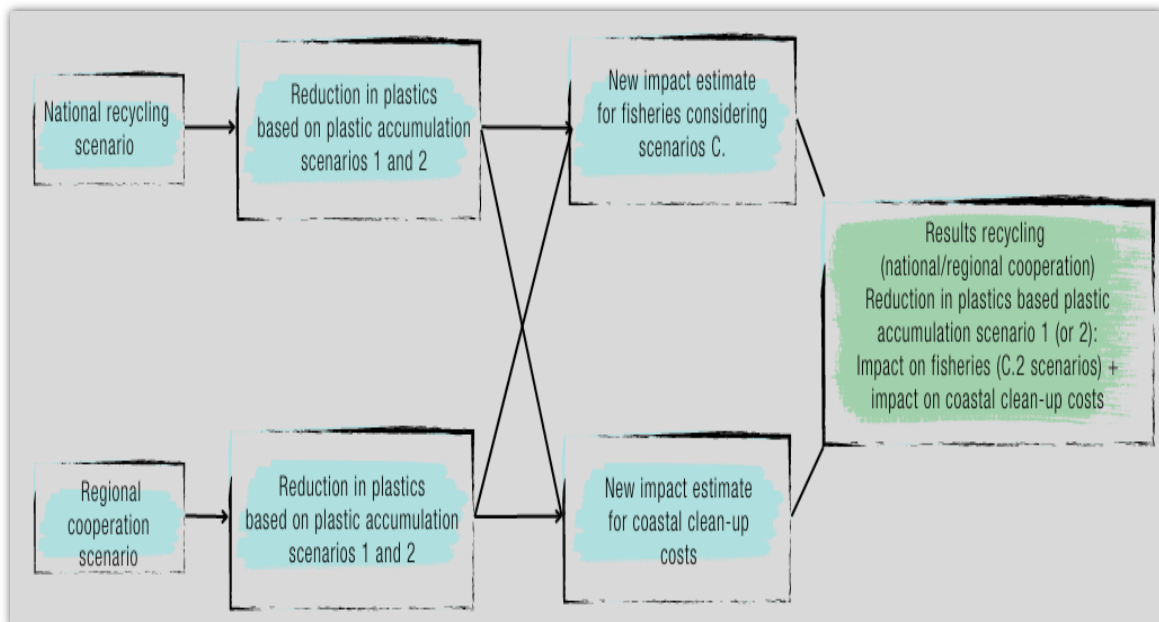 National recycling
scenario
Reduction in plastics
based on plastic accumulation
scenarios 1 and 2
New impact estimate
for fisheries considering
scenarios C.
Results recycling
(national/regional cooperation)
Reduction in plastics based plastic
accumulation scenario 1 (or 2):
Impact on fisheries (C.2 scenarios) +
impact on coastal clean-up costs
Regional
cooperation
scenario
Reduction in plastics
based on plastic accumulation
scenarios 1 and 2
New impact estimate
for coastal clean-up
costs